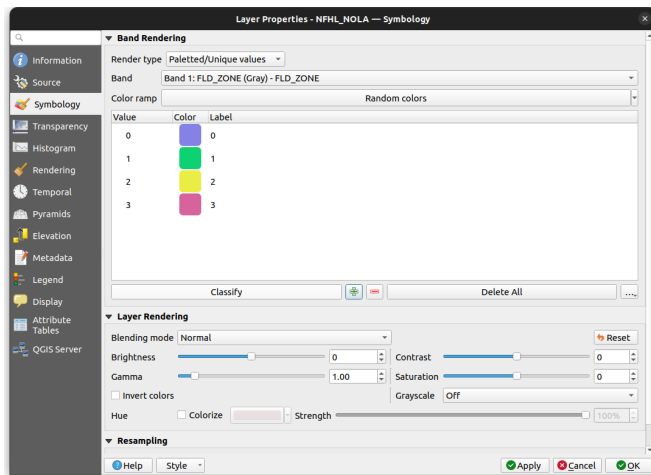 Layer Properties - NFHL_NOLA — Symbology
Information
Source
Symbology
Transparency
Histogram
Rendering
Temporal
Pyramids
Elevation
Metadata
Legend
Display
Attribute
Tables
QGIS Server
Band Rendering
Render type Paletted/Unique values
Band Band 1: FLD_ZONE (Gray) - FLD_ZONE
Color ramp Random colors
Value Color Label
0 0
1 1
2 2
3 3
Classify Delete All ...
Layer Rendering
Blending mode Normal Reset
Brightness 0 Contrast 0
Gamma 1.00 Saturation 0
Invert colors Grayscale Off
Hue Colorize Strength 100%
Resampling
Help Style Apply Cancel OK